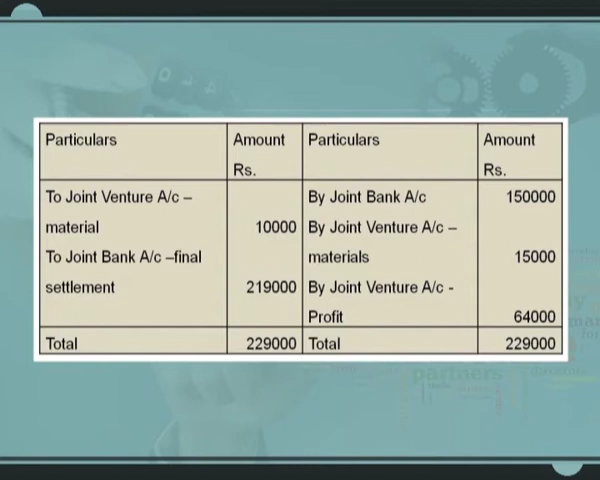 Particulars Amount Particulars Amount
Rs. Rs.
To Joint Venture A/c – By Joint Bank A/c 150000
material 10000 By Joint Venture A/c –
To Joint Bank A/c –final materials 15000
settlement 219000 By Joint Venture A/c -
Profit 64000
Total 229000 Total 229000
partners